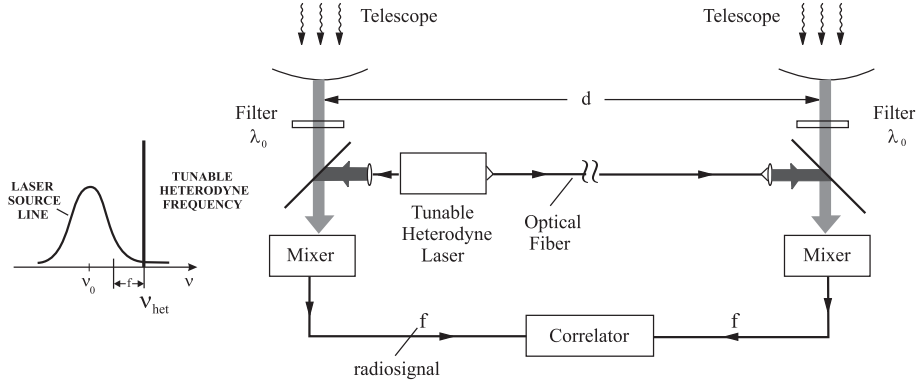 Telescope
Telescope
d
Filter
λ₀
Filter
λ₀
LASER
SOURCE
LINE
TUNABLE
HETERODYNE
FREQUENCY
Tunable
Heterodyne
Laser
Optical
Fiber
ν₀
f
ν
νhet
Mixer
Mixer
f
f
Correlator
radiosignal